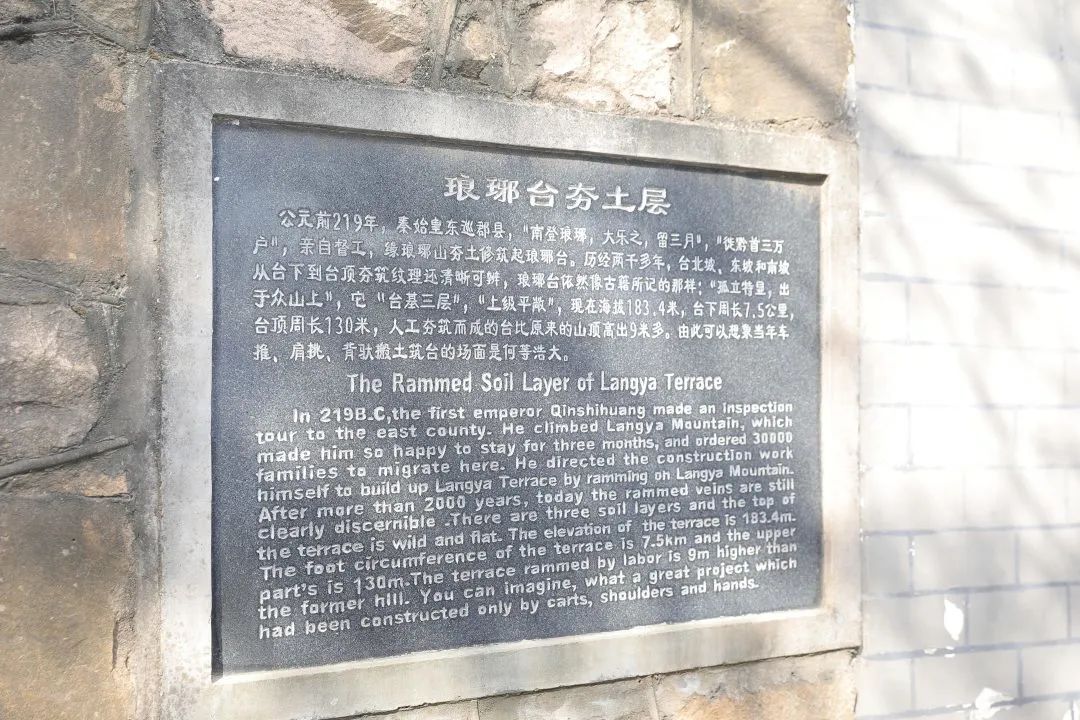 琅琊台夯土层
公元前219年，秦始皇东巡郡县，"南登琅琊，大乐之，留三月"，"徙黔首三万
户"，亲自督工，缘琅琊山夯土修筑起琅琊台。历经两千多年，台北坡、东坡和南坡
从台下到台顶夯筑纹理还清晰可辨，琅琊台依然像古籍所记的那样："孤立特显，出
于众山上"，它"台基三层"，"上级平敞"，现在海拔183.4米，台下周长7.5公里，
台顶周长130米，人工夯筑而成的台比原来的山顶高出9米多。由此可以想象当年车
推、肩挑、背驮搬土筑台的场面是何等浩大。
The Rammed Soil Layer of Langya Terrace
In 219B.C,the first emperor Qinshihuang made an inspection
tour to the east county. He climbed Langya Mountain, which
made him so happy to stay for three months, and ordered 30000
families to migrate here. He directed the construction work
himself to build up Langya Terrace by ramming on Langya Mountain.
After more than 2000 years, today the rammed veins are still
clearly discernible .There are three soil layers and the top of
the terrace is wild and flat. The elevation of the terrace is 183.4m.
The foot circumference of the terrace is 7.5km and the upper
part's is 130m.The terrace rammed by labor is 9m higher than
the former hill. You can imagine, what a great project which
had been constructed only by carts, shoulders and hands.